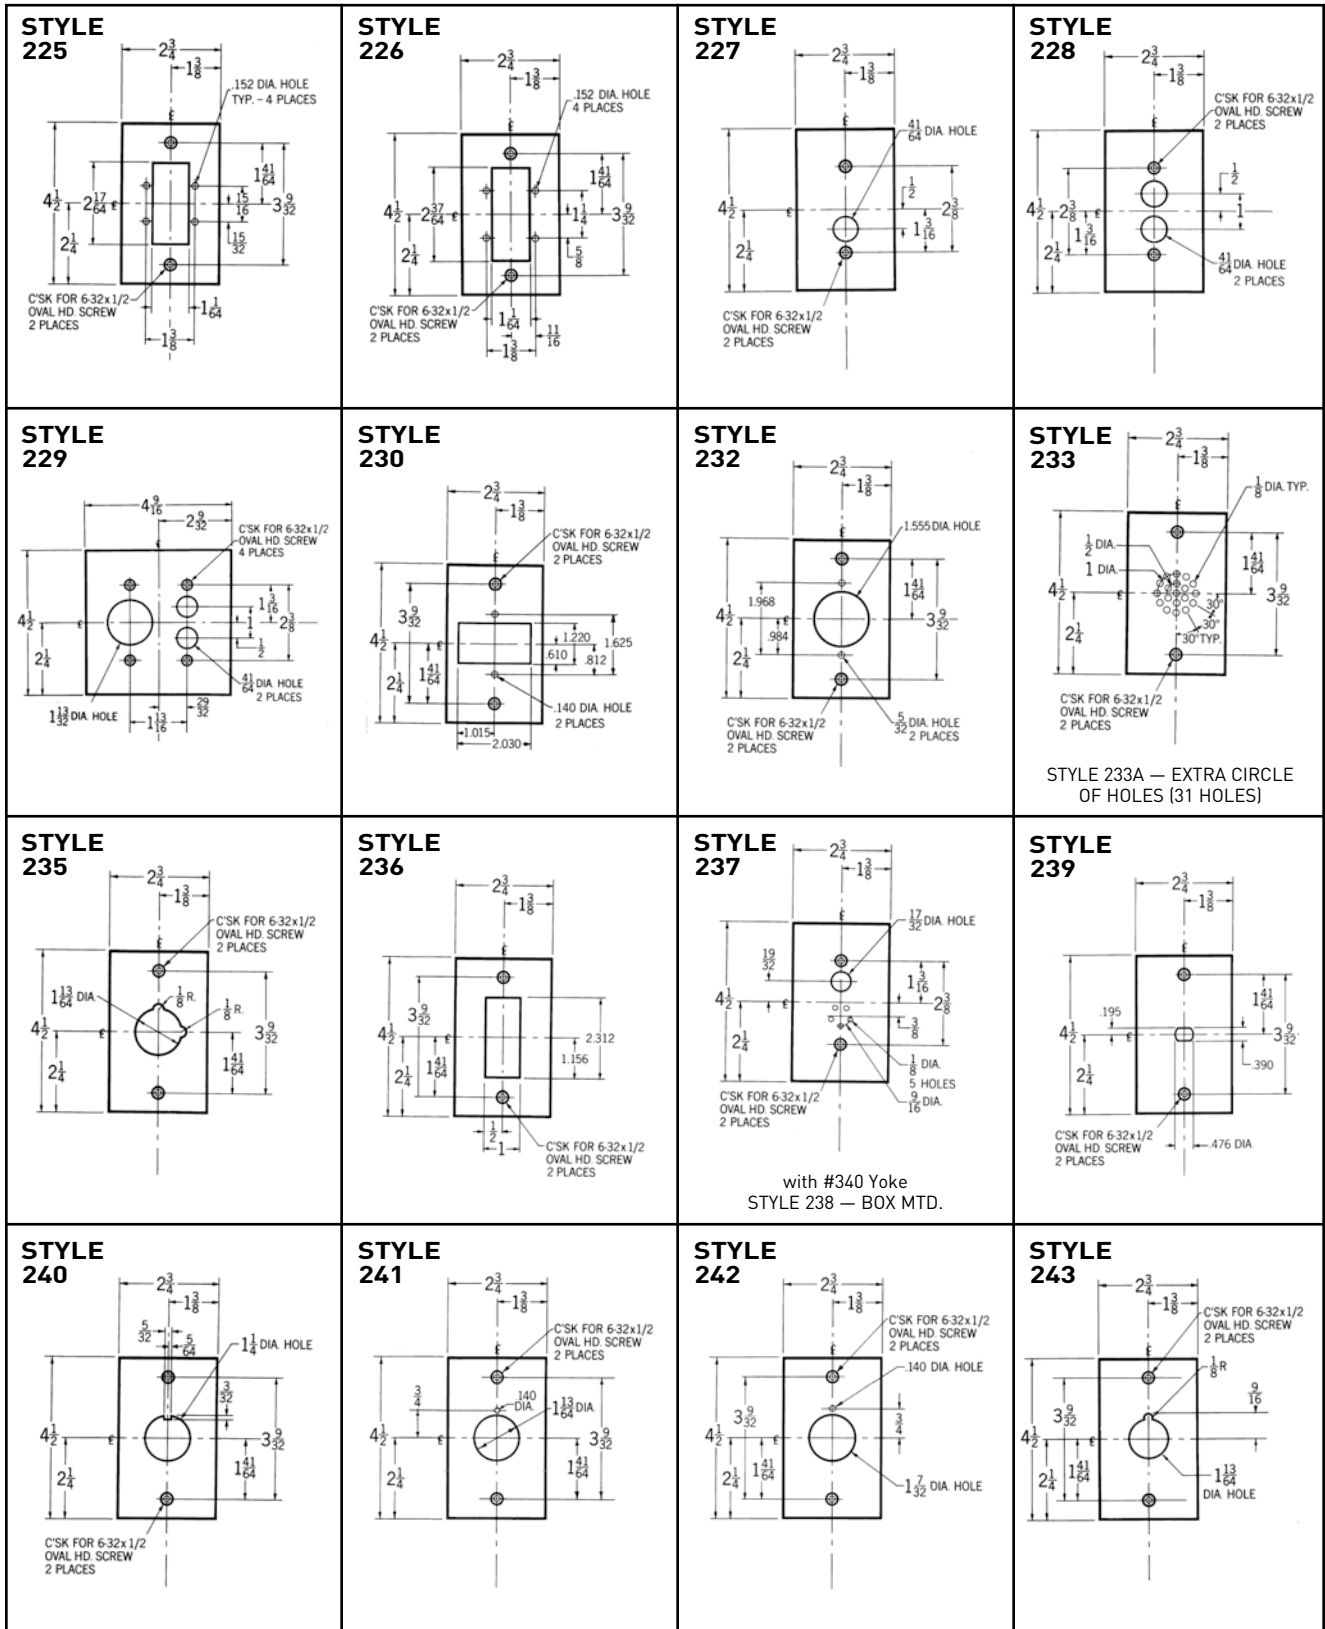 STYLE
225
2 3/4
1 3/8
.152 DIA. HOLE
TYP. – 4 PLACES
℄
4 1/2
2 17/64
℄
2 1/4
1 41/64
15/16
3 9/32
15/32
C'SK FOR 6-32x1/2
OVAL HD. SCREW
2 PLACES
1 1/64
1 3/8
STYLE
226
2 3/4
1 3/8
.152 DIA. HOLE
4 PLACES
℄
4 1/2
2 37/64
℄
2 1/4
1 41/64
1 1/4
3 9/32
5/8
C'SK FOR 6-32x1/2
OVAL HD. SCREW
2 PLACES
1 1/64
11/16
1 3/8
STYLE
227
2 3/4
1 3/8
41/64 DIA. HOLE
℄
1/2
4 1/2
℄
2 3/8
1 3/16
2 1/4
C'SK FOR 6-32x1/2
OVAL HD. SCREW
2 PLACES
STYLE
228
2 3/4
1 3/8
C'SK FOR 6-32x1/2
OVAL HD. SCREW
2 PLACES
℄
1/2
4 1/2
2 3/8
℄
1
1 3/16
2 1/4
41/64 DIA. HOLE
2 PLACES
STYLE
229
4 9/16
2 9/32
C'SK FOR 6-32x1/2
OVAL HD. SCREW
4 PLACES
℄
4 1/2
℄
2 1/4
1 3/16
1
2 3/8
1/2
41/64 DIA. HOLE
2 PLACES
1 13/32 DIA. HOLE
29/32
1 13/16
STYLE
230
2 3/4
1 3/8
C'SK FOR 6-32x1/2
OVAL HD. SCREW
2 PLACES
℄
3 9/32
4 1/2
℄
1.220
1.625
.610
.812
2 1/4
1 41/64
.140 DIA. HOLE
2 PLACES
1.015
2.030
STYLE
232
2 3/4
1 3/8
1.555 DIA. HOLE
℄
1 41/64
1.968
4 1/2
℄
3 9/32
.984
2 1/4
C'SK FOR 6-32x1/2
OVAL HD. SCREW
2 PLACES
5/32 DIA. HOLE
2 PLACES
STYLE
233
2 3/4
1 3/8
1/8 DIA. TYP.
℄
1/2 DIA.
1 DIA.
1 41/64
4 1/2
℄
3 9/32
30°
30°
30° TYP.
2 1/4
C'SK FOR 6-32x1/2
OVAL HD. SCREW
2 PLACES
STYLE 233A — EXTRA CIRCLE
OF HOLES (31 HOLES)
STYLE
235
2 3/4
1 3/8
C'SK FOR 6-32x1/2
OVAL HD. SCREW
2 PLACES
℄
1 13/64 DIA.
1/8 R.
1/8 R.
4 1/2
℄
3 9/32
1 41/64
2 1/4
STYLE
236
2 3/4
1 3/8
℄
3 9/32
4 1/2
℄
2.312
1.156
1 41/64
2 1/4
1/2
1
C'SK FOR 6-32x1/2
OVAL HD. SCREW
2 PLACES
STYLE
237
2 3/4
1 3/8
17/32 DIA. HOLE
℄
19/32
1 3/16
4 1/2
℄
2 3/8
3/8
2 1/4
1/8 DIA.
5 HOLES
9/16 DIA.
C'SK FOR 6-32x1/2
OVAL HD. SCREW
2 PLACES
with #340 Yoke
STYLE 238 — BOX MTD.
STYLE
239
2 3/4
1 3/8
℄
1 41/64
.195
4 1/2
℄
3 9/32
.390
2 1/4
C'SK FOR 6-32x1/2
OVAL HD. SCREW
2 PLACES
.476 DIA.
STYLE
240
2 3/4
1 3/8
5/32
5/64
1 1/4 DIA. HOLE
3/32
4 1/2
℄
3 9/32
1 41/64
2 1/4
C'SK FOR 6-32x1/2
OVAL HD. SCREW
2 PLACES
STYLE
241
2 3/4
1 3/8
C'SK FOR 6-32x1/2
OVAL HD. SCREW
2 PLACES
℄
3/4
.140
DIA.
1 13/64 DIA.
4 1/2
℄
3 9/32
1 41/64
2 1/4
STYLE
242
2 3/4
1 3/8
C'SK FOR 6-32x1/2
OVAL HD. SCREW
2 PLACES
℄
.140 DIA. HOLE
3 9/32
3/4
4 1/2
℄
1 41/64
2 1/4
1 7/32 DIA. HOLE
STYLE
243
2 3/4
1 3/8
C'SK FOR 6-32x1/2
OVAL HD. SCREW
2 PLACES
℄
1/8 R
9/16
3 9/32
4 1/2
℄
1 41/64
2 1/4
1 13/64
DIA. HOLE